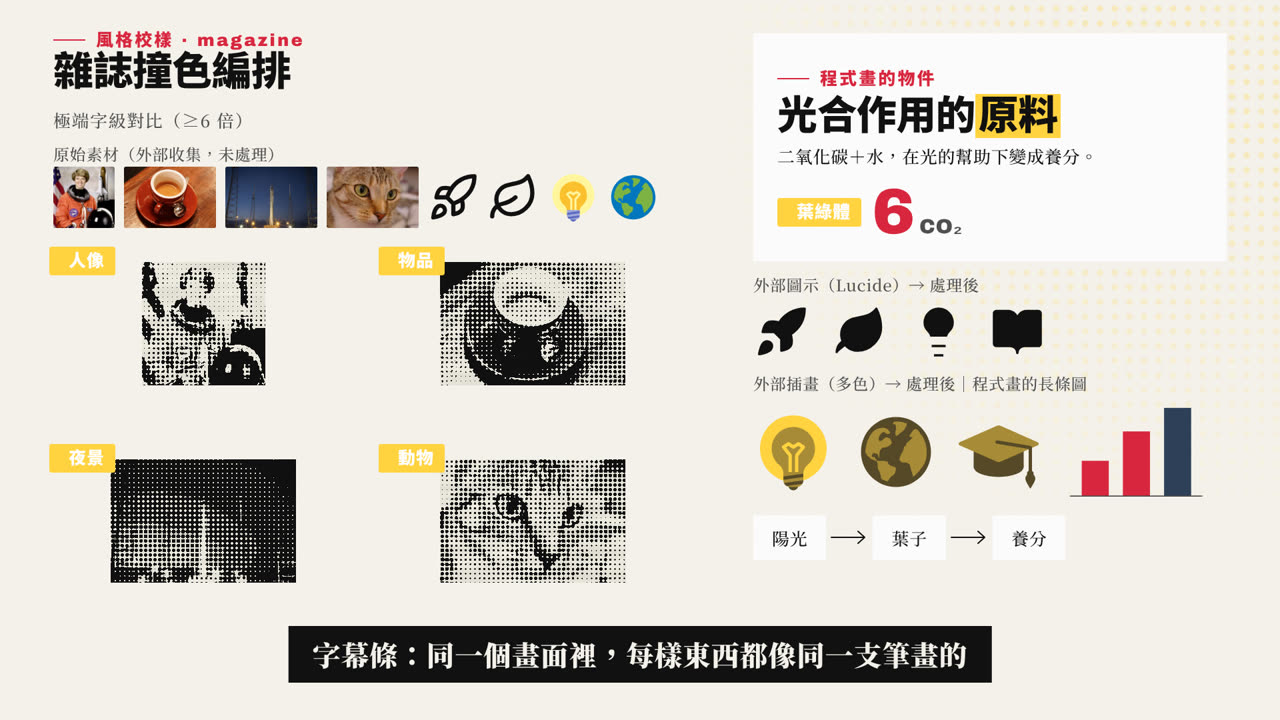 風格校樣 · magazine
雜誌撞色編排
極端字級對比（≥6 倍）
原始素材（外部收集，未處理）
人像
物品
夜景
動物
程式畫的物件
光合作用的原料
二氧化碳＋水，在光的幫助下變成養分。
葉綠體
6 CO₂
外部圖示（Lucide）→ 處理後
外部插畫（多色）→ 處理後｜程式畫的長條圖
陽光 → 葉子 → 養分
字幕條：同一個畫面裡，每樣東西都像同一支筆畫的